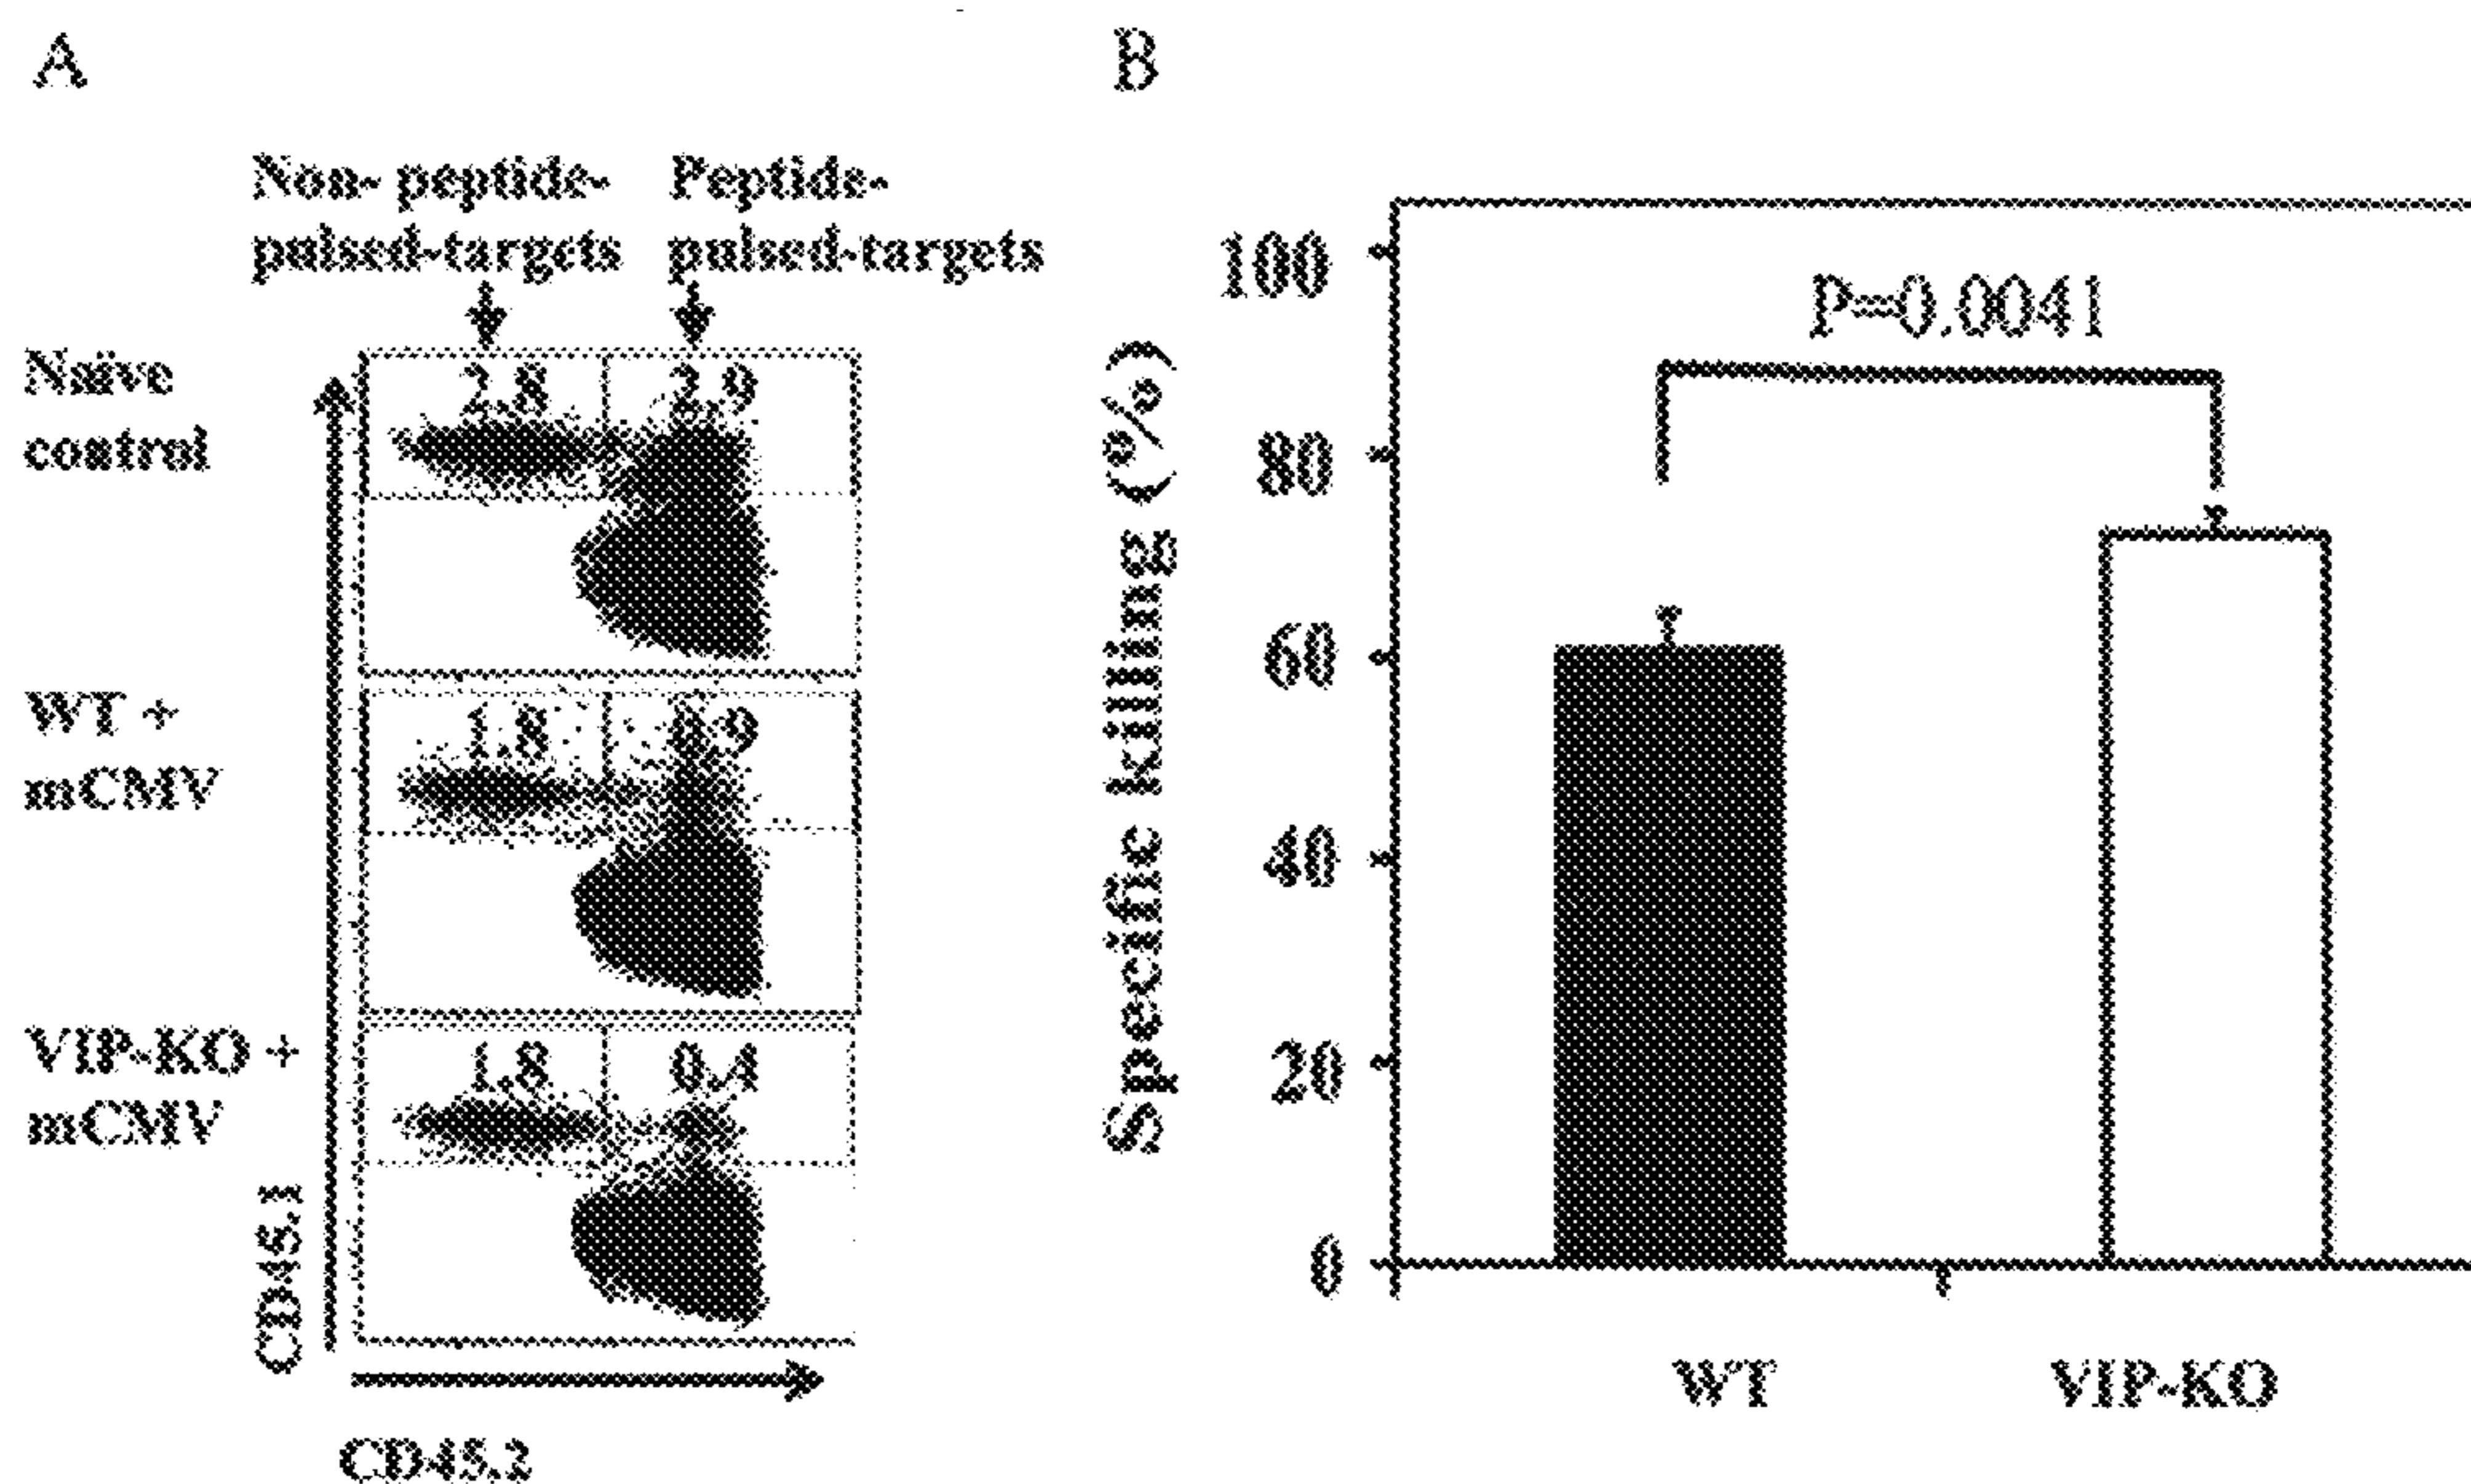 A
B
Non- peptide-
pulsed-targets
Peptide-
pulsed-targets
Naïve
control
2.8
WT +
mCMV
1.8
VIP-KO +
mCMV
1.8
0.4
CD45.1
CD45.2
Specific killing (%)
100
80
60
40
20
0
P=0.0041
WT
VIP-KO